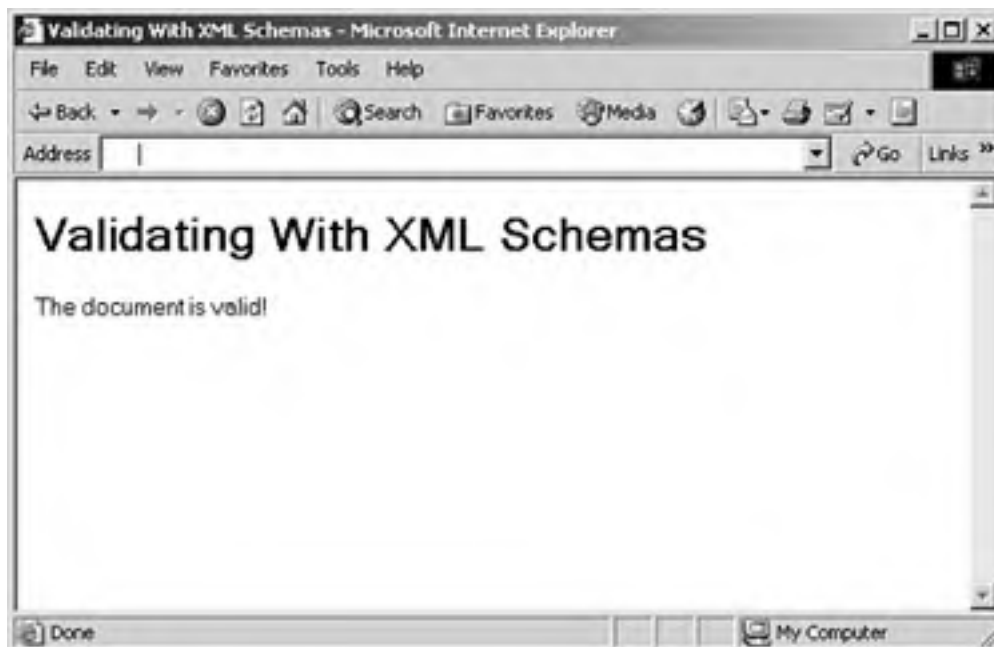 Validating With XML Schemas - Microsoft Internet Explorer
File Edit View Favorites Tools Help
Back Search Favorites Media
Address Go Links »
Validating With XML Schemas
The document is valid!
Done My Computer